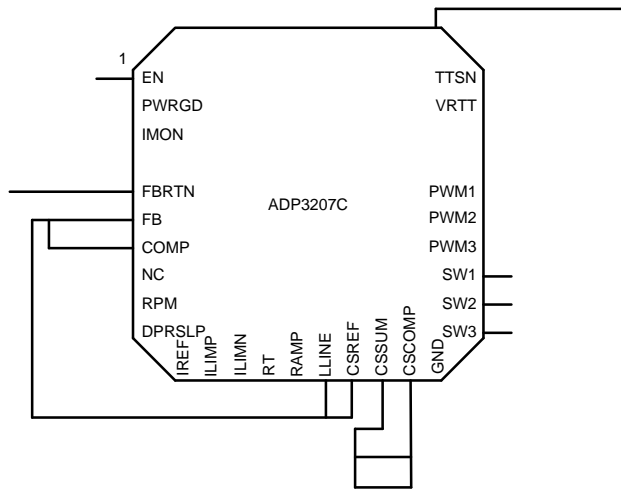 1
EN
TTSN
PWRGD
VRTT
IMON
FBRTN
PWM1
ADP3207C
FB
PWM2
COMP
PWM3
NC
SW1
RPM
SW2
DPRSLP
SW3
IREF
ILIMP
ILIMN
RT
RAMP
LLINE
CSREF
CSSUM
CSCOMP
GND